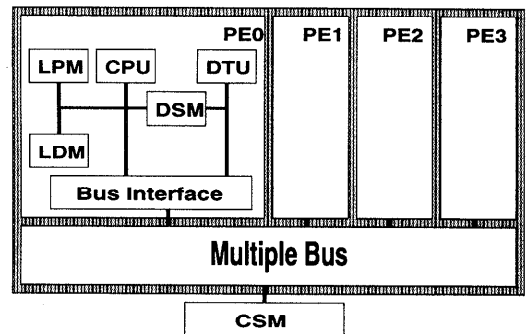 PE0 PE1 PE2 PE3
LPM CPU DTU
DSM
LDM
Bus Interface
Multiple Bus
CSM